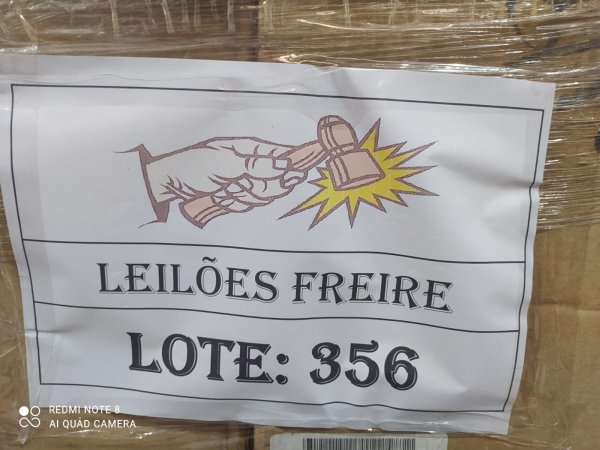 LEILÕES FREIRE
LOTE: 356
REDMI NOTE 8
AI QUAD CAMERA